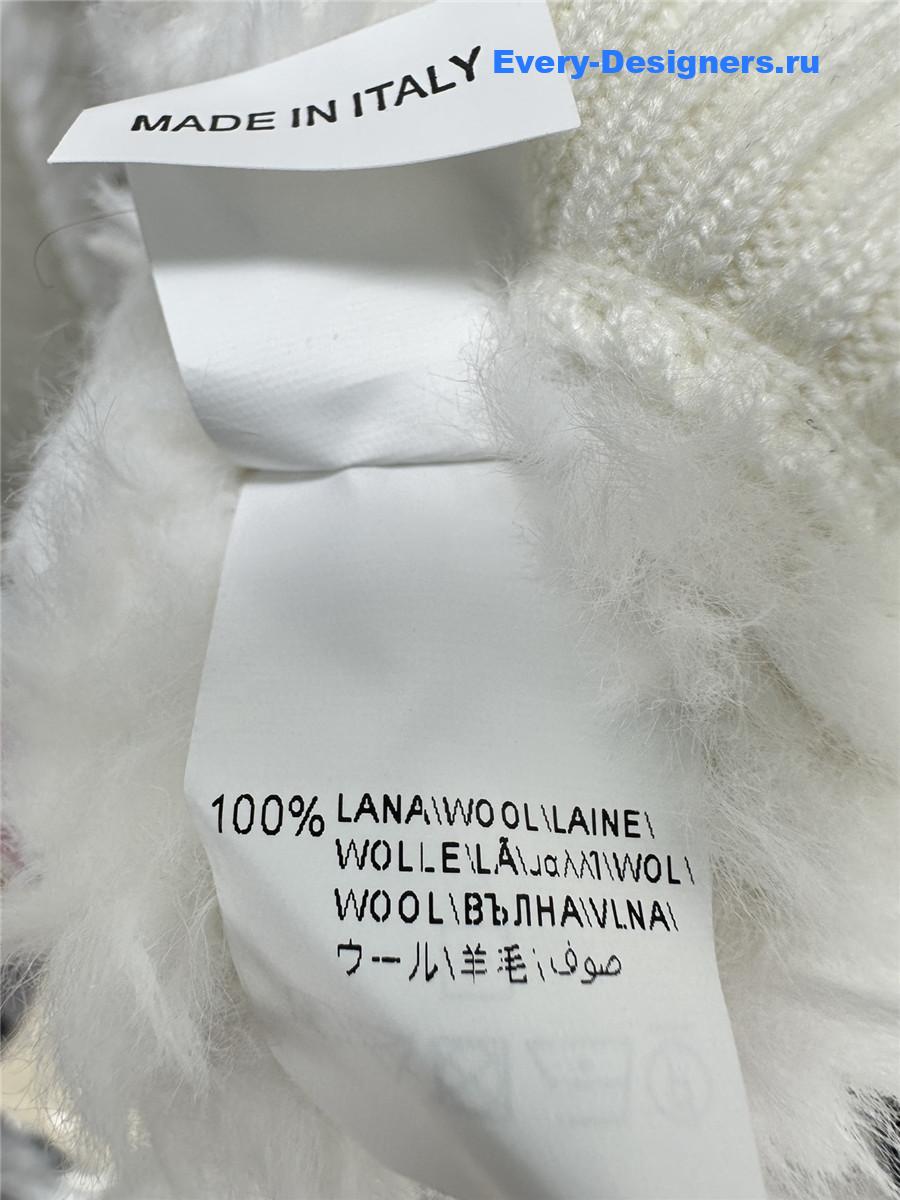 Every-Designers.ru
MADE IN ITALY
100% LANA\WOOL\LAINE\
WOLLE\LÃ\\WOL\
WOOL\ВЪЛНА\VLNA\
ウール\羊毛\صوف